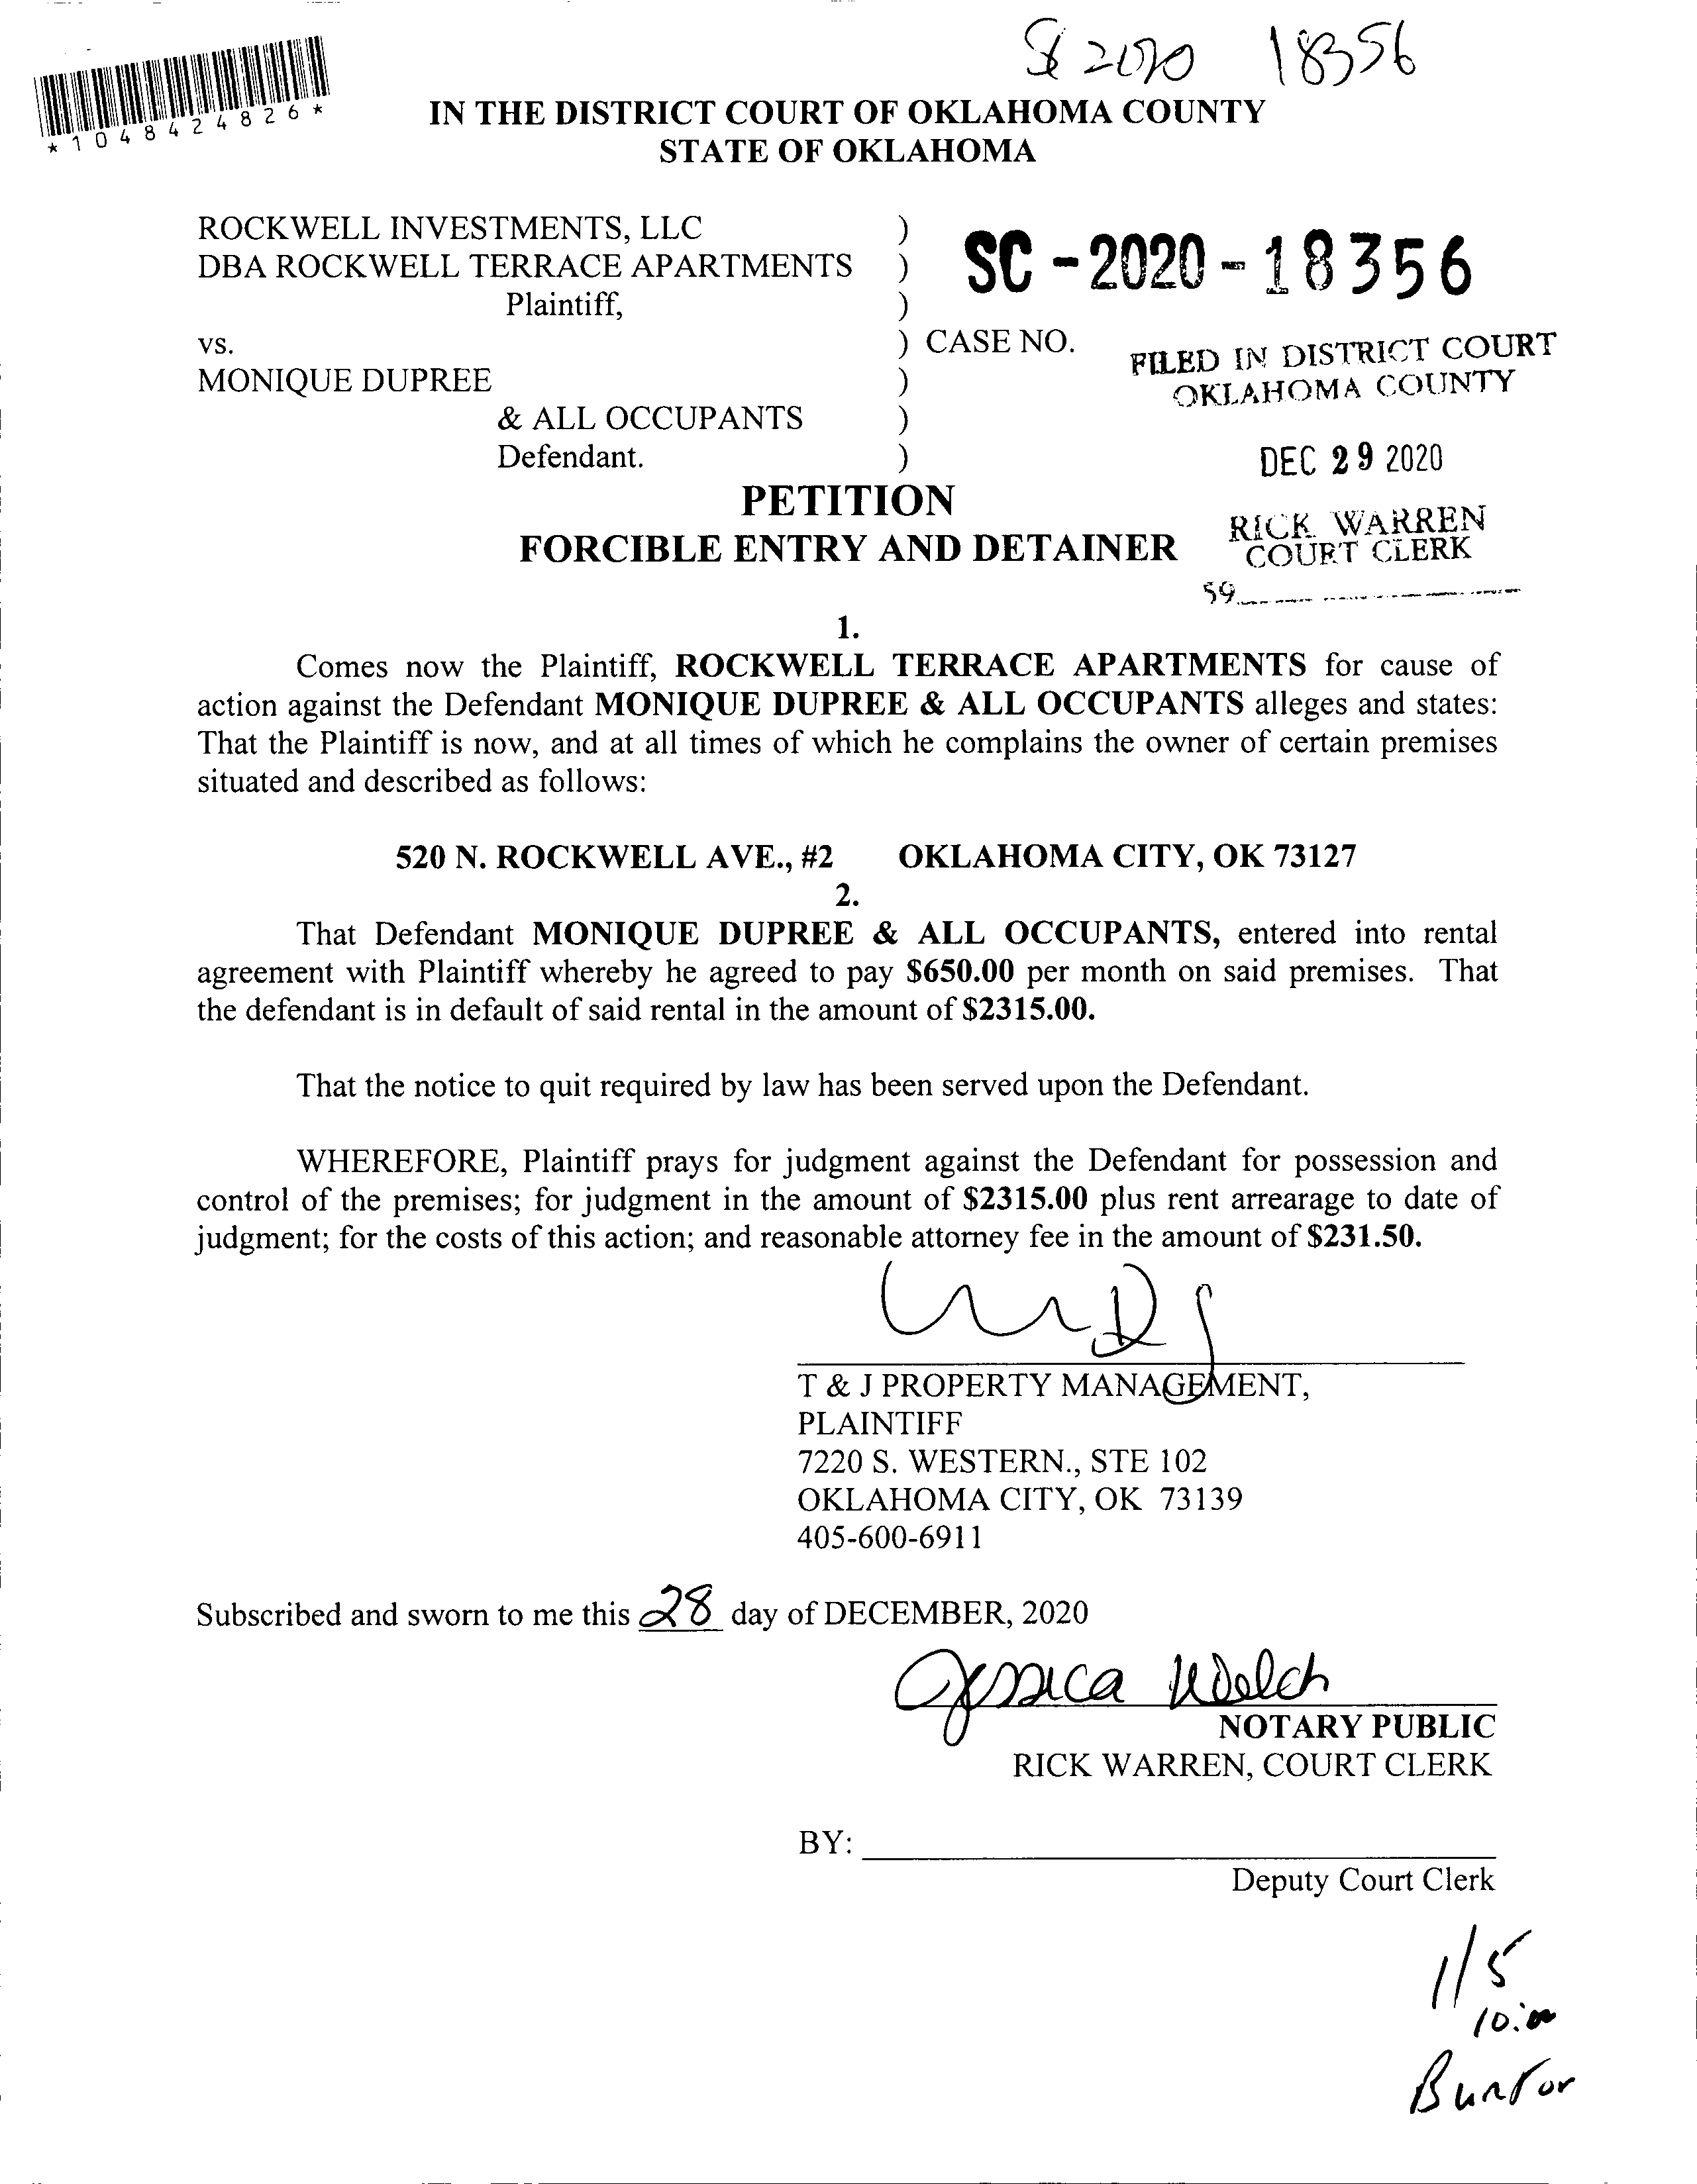 SC 2020 18356
*1048424826*
IN THE DISTRICT COURT OF OKLAHOMA COUNTY
STATE OF OKLAHOMA
ROCKWELL INVESTMENTS, LLC )
DBA ROCKWELL TERRACE APARTMENTS )
Plaintiff, )
SC-2020-18356
vs. ) CASE NO.
MONIQUE DUPREE )
& ALL OCCUPANTS )
Defendant. )
FILED IN DISTRICT COURT
OKLAHOMA COUNTY
DEC 29 2020
RICK WARREN
COURT CLERK
59
PETITION
FORCIBLE ENTRY AND DETAINER
1.
Comes now the Plaintiff, ROCKWELL TERRACE APARTMENTS for cause of
action against the Defendant MONIQUE DUPREE & ALL OCCUPANTS alleges and states:
That the Plaintiff is now, and at all times of which he complains the owner of certain premises
situated and described as follows:
520 N. ROCKWELL AVE., #2 OKLAHOMA CITY, OK 73127
2.
That Defendant MONIQUE DUPREE & ALL OCCUPANTS, entered into rental
agreement with Plaintiff whereby he agreed to pay $650.00 per month on said premises. That
the defendant is in default of said rental in the amount of $2315.00.
That the notice to quit required by law has been served upon the Defendant.
WHEREFORE, Plaintiff prays for judgment against the Defendant for possession and
control of the premises; for judgment in the amount of $2315.00 plus rent arrearage to date of
judgment; for the costs of this action; and reasonable attorney fee in the amount of $231.50.
T & J PROPERTY MANAGEMENT,
PLAINTIFF
7220 S. WESTERN., STE 102
OKLAHOMA CITY, OK 73139
405-600-6911
Subscribed and sworn to me this 28 day of DECEMBER, 2020
Jessica Welch
NOTARY PUBLIC
RICK WARREN, COURT CLERK
BY:
Deputy Court Clerk
1/5
10:00